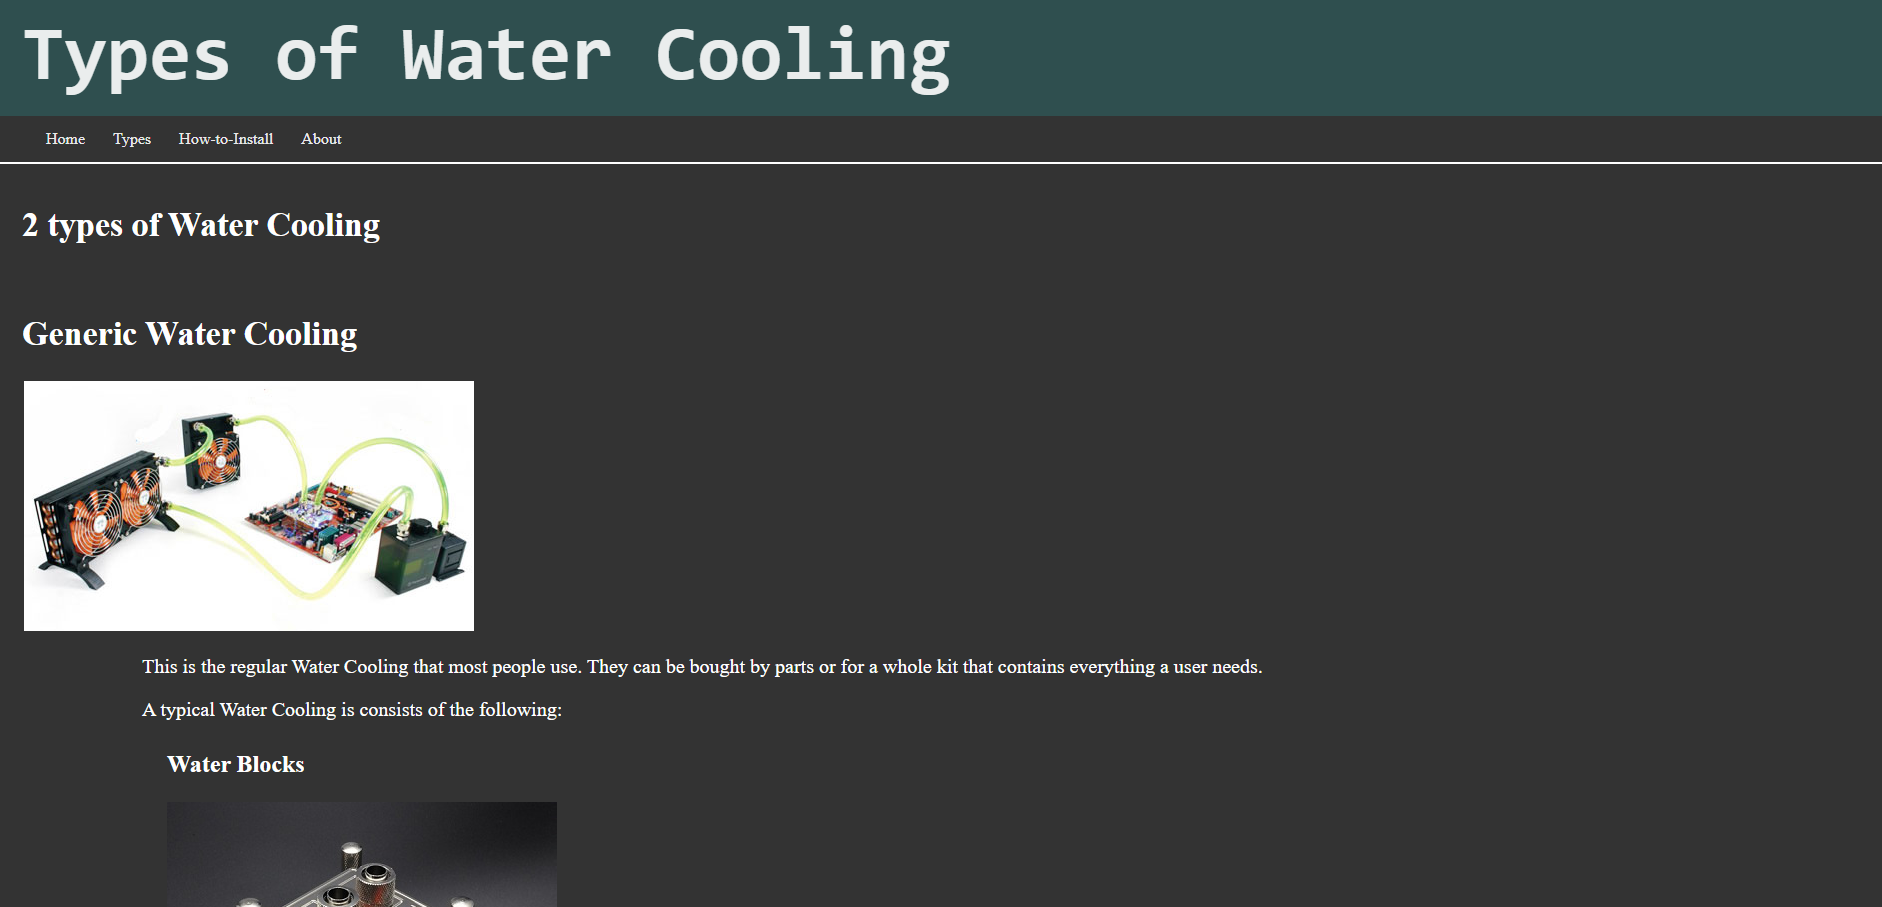 Types of Water Cooling
Home Types How-to-Install About
2 types of Water Cooling
Generic Water Cooling
This is the regular Water Cooling that most people use. They can be bought by parts or for a whole kit that contains everything a user needs.
A typical Water Cooling is consists of the following:
Water Blocks